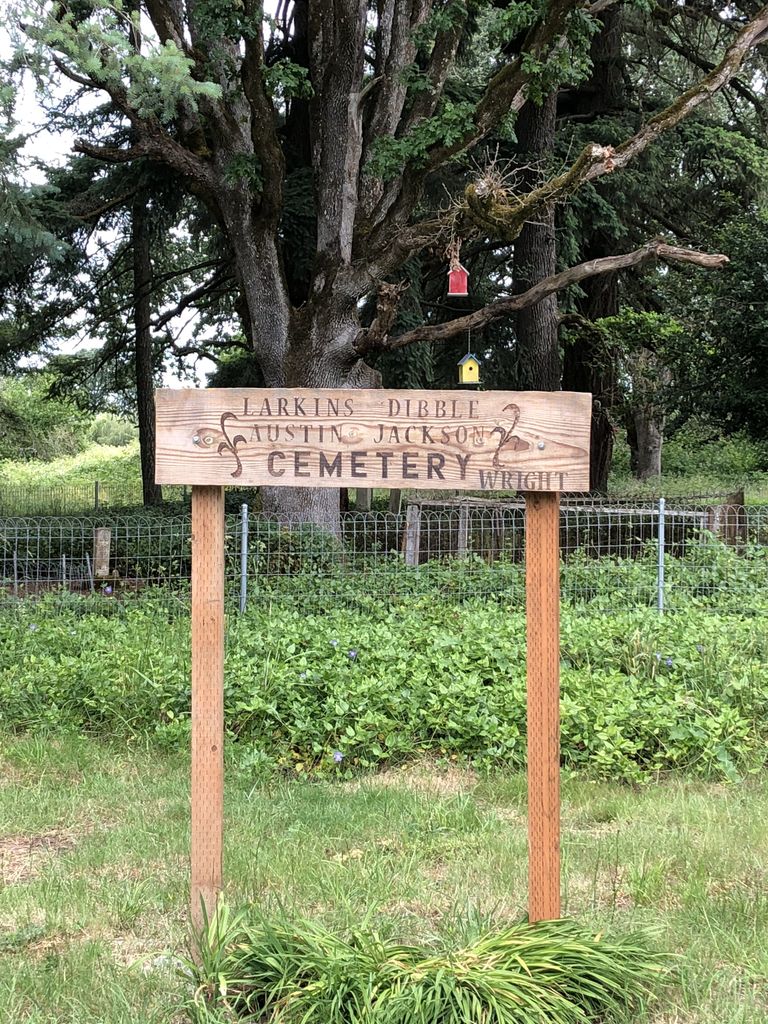 LARKINS DIBBLE
AUSTIN JACKSON
CEMETERY
WRIGHT